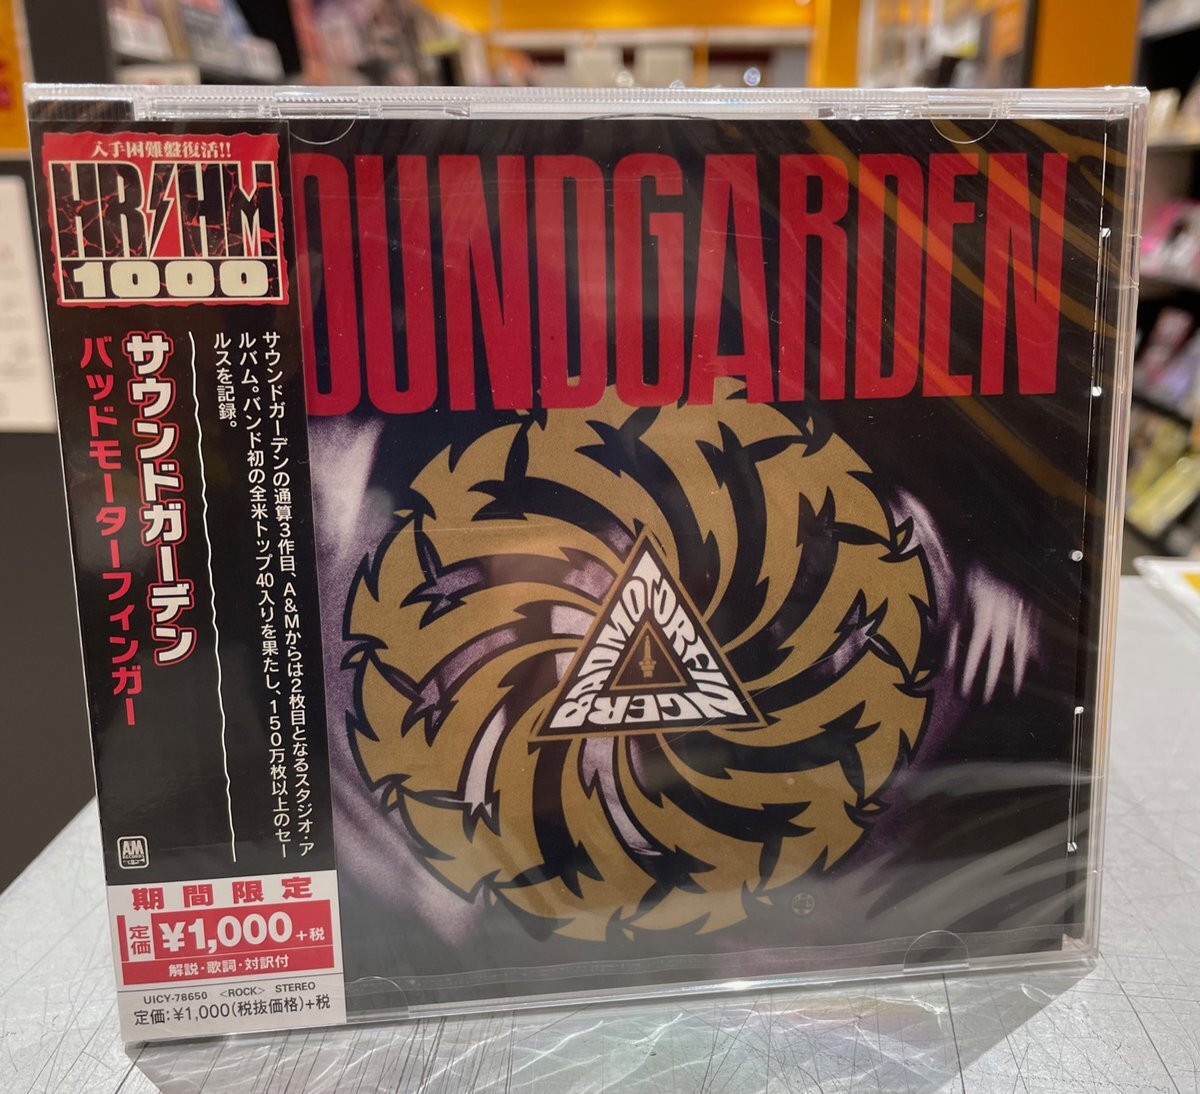 入手困難盤復活!!
HR/HM
1000
サウンドガーデン
バッドモーターフィンガー
サウンドガーデンの通算3作目、A&Mからは2枚目となるスタジオ・ア
ルバム。バンド初の全米トップ40入りを果たし、150万枚以上のセー
ルスを記録。
AM
RECORDS
期間限定
定価 ¥1,000 +税
解説・歌詞・対訳付
UICY-78650 <ROCK> STEREO
定価:¥1,000(税抜価格)+税
OUNDGARDEN
BADMOTORFINGER